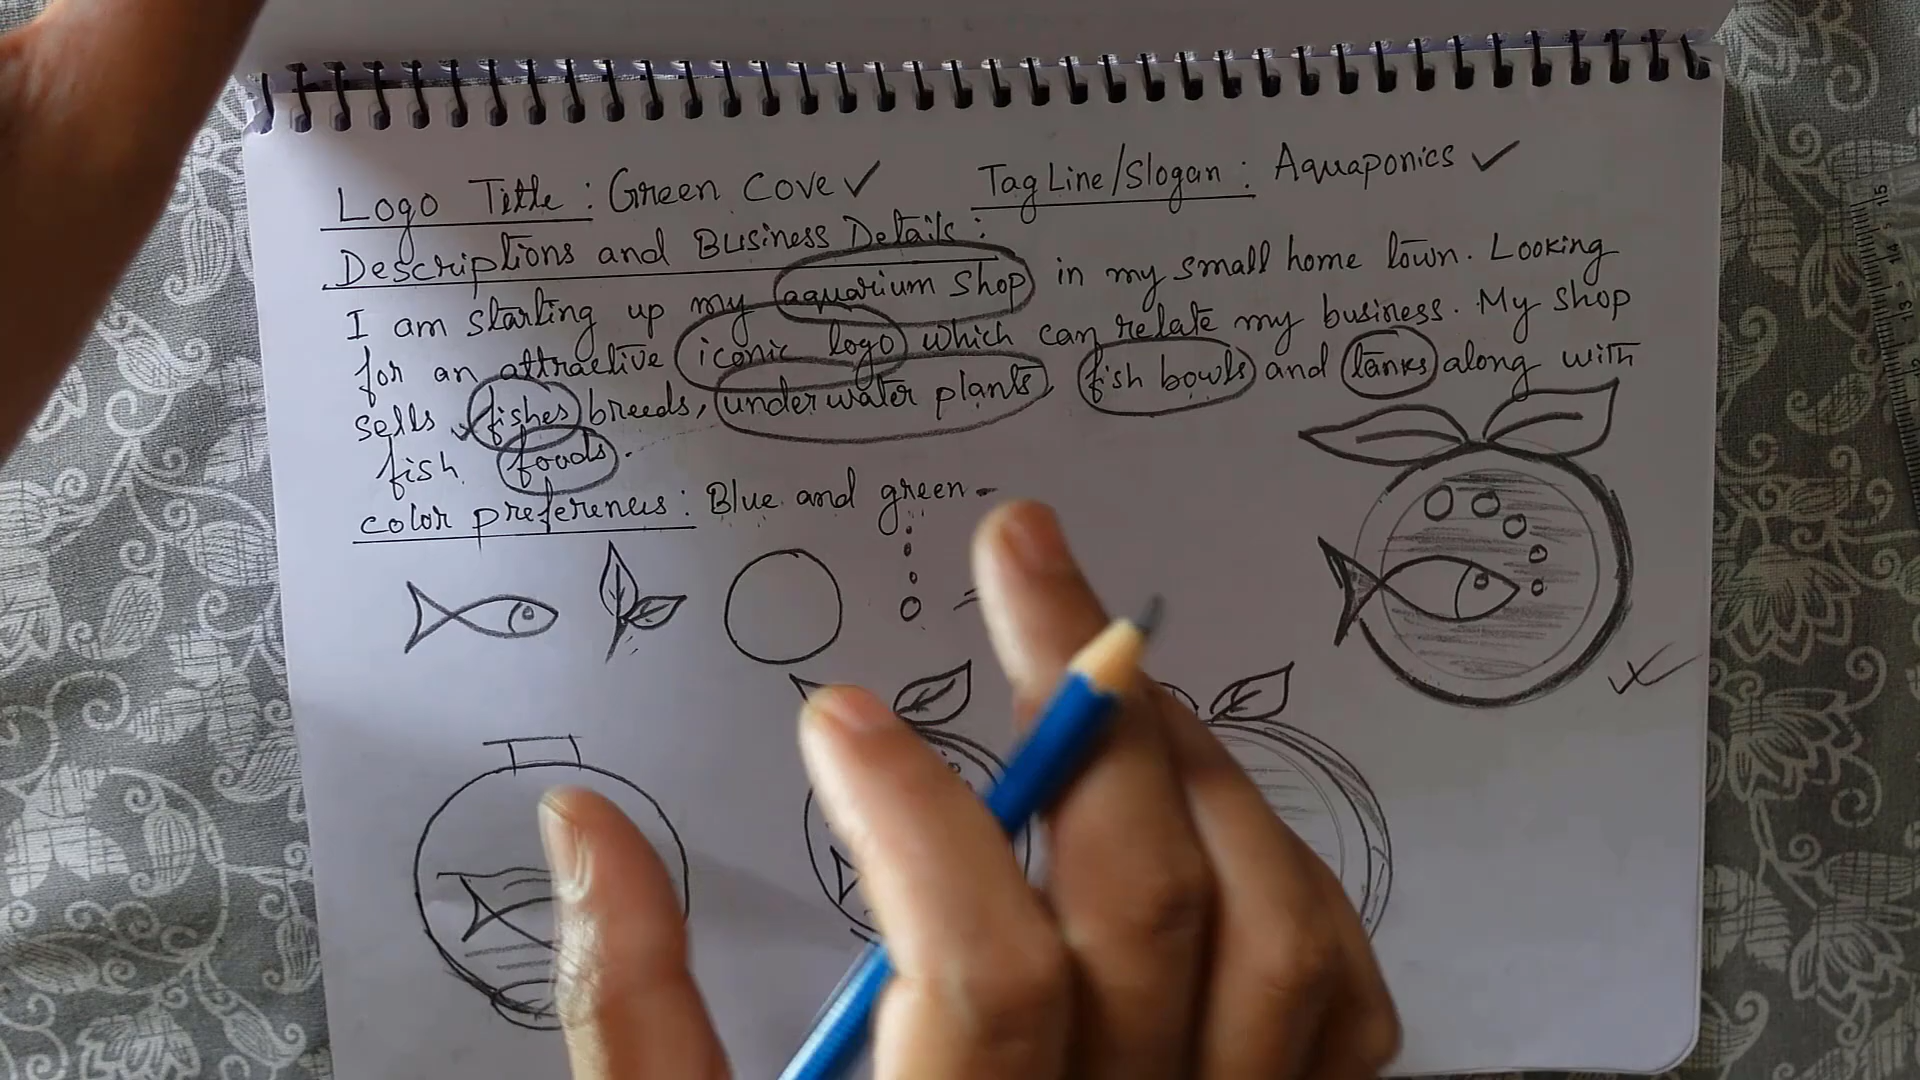 Logo Title : Green Cove ✓ Tag Line/Slogan : Aquaponics ✓
Descriptions and Business Details :
I am starting up my aquarium shop in my small home town. Looking
for an attractive iconic logo which can relate my business. My shop
sells fishes breeds, underwater plants, fish bowls and tanks along with
fish foods.
color preferences : Blue and green